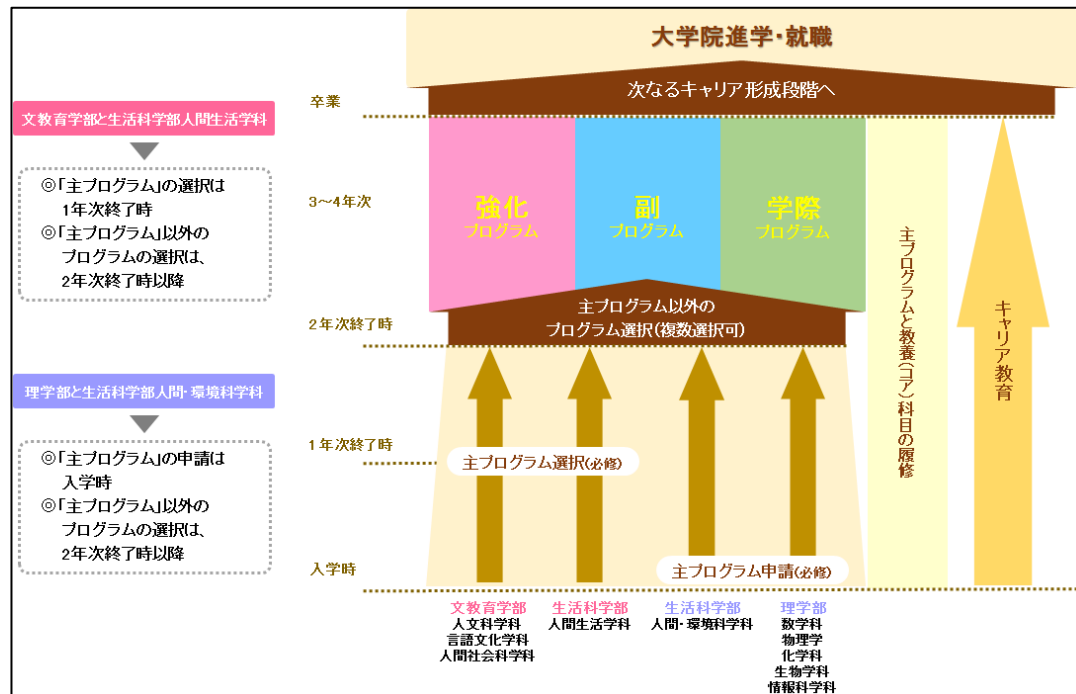 大学院進学・就職
次なるキャリア形成段階へ
卒業
文教育学部と生活科学部人間生活学科
◎「主プログラム」の選択は
1年次終了時
◎「主プログラム」以外の
プログラムの選択は、
2年次終了時以降
3～4年次
強化
プログラム
副
プログラム
学際
プログラム
主プログラムと教養(コア)科目の履修
キャリア教育
2年次終了時
主プログラム以外の
プログラム選択(複数選択可)
理学部と生活科学部人間・環境科学科
◎「主プログラム」の申請は
入学時
◎「主プログラム」以外の
プログラムの選択は、
2年次終了時以降
1年次終了時
主プログラム選択(必修)
入学時
主プログラム申請(必修)
文教育学部
人文科学科
言語文化学科
人間社会科学科
生活科学部
人間生活学科
生活科学部
人間・環境科学科
理学部
数学科
物理学
化学科
生物学科
情報科学科